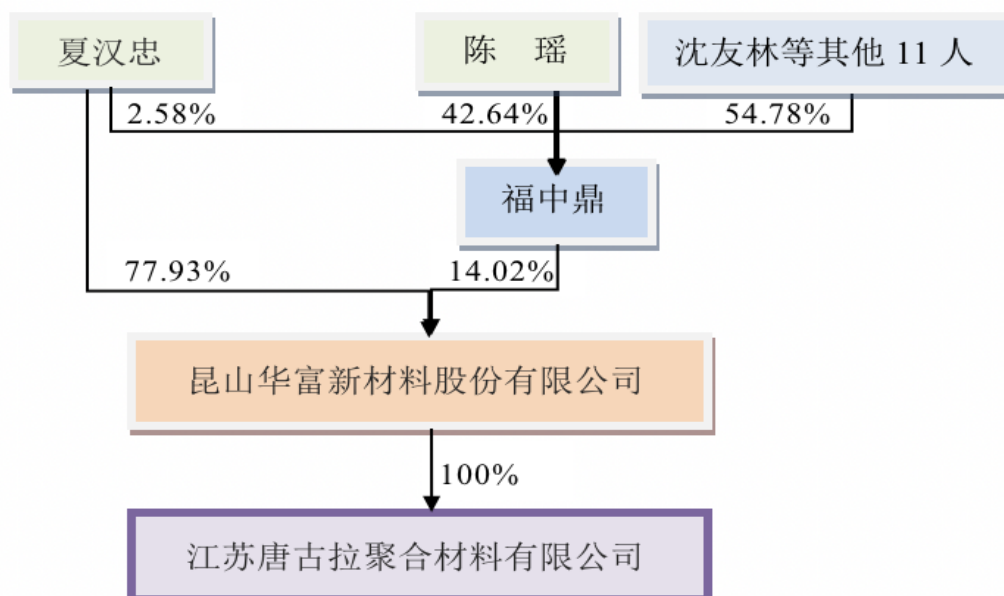 夏汉忠
陈 瑶
沈友林等其他 11 人
2.58%
42.64%
54.78%
福中鼎
77.93%
14.02%
昆山华富新材料股份有限公司
100%
江苏唐古拉聚合材料有限公司